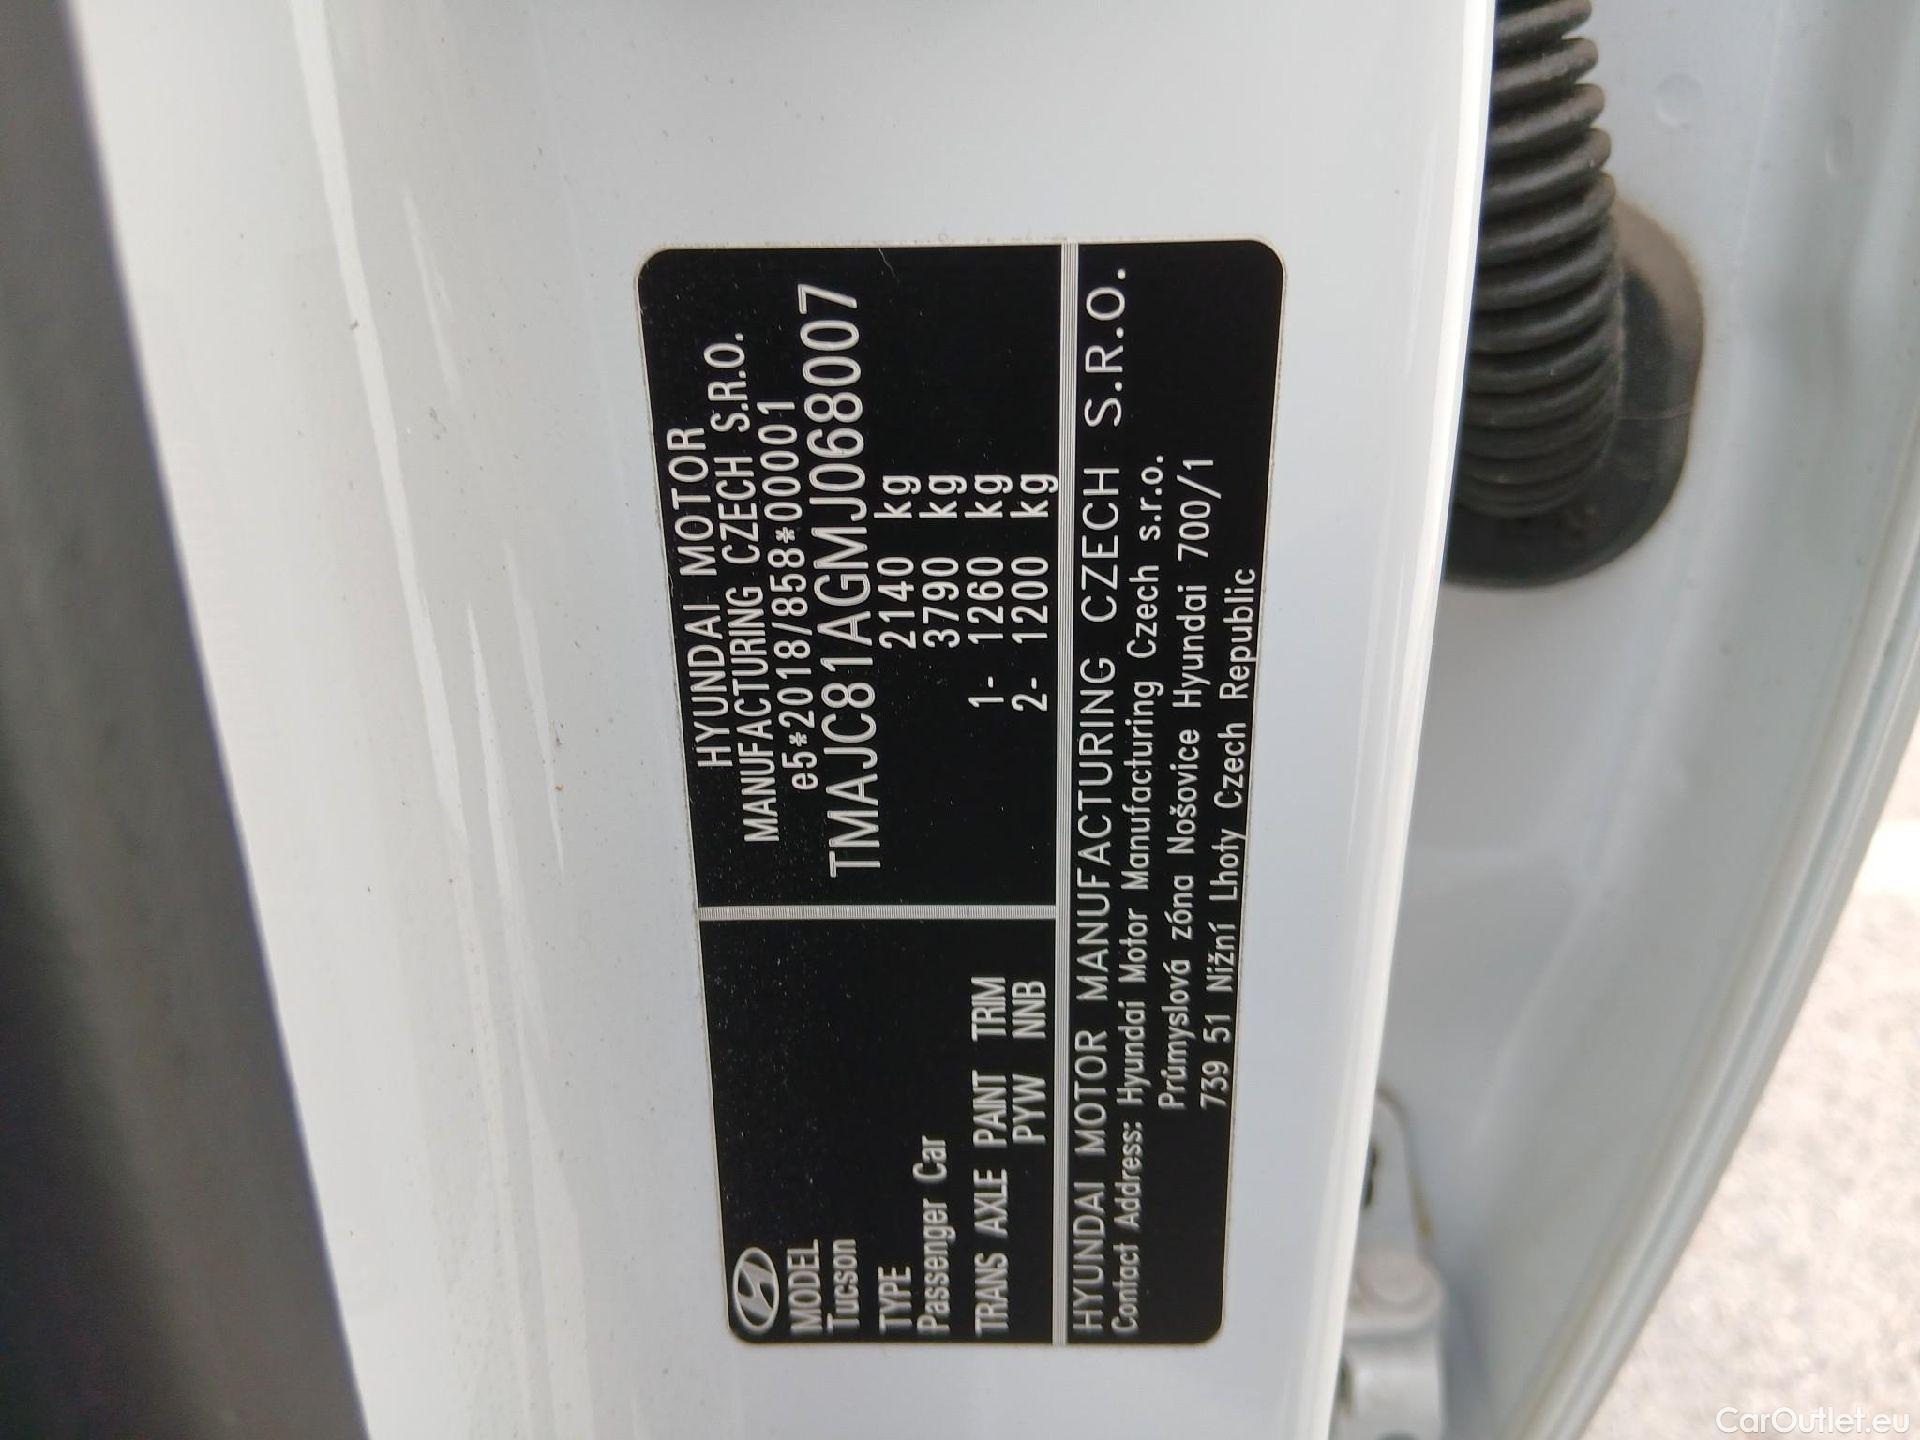 HYUNDAI MOTOR
MANUFACTURING CZECH S.R.O.
e5*2018/858*00001
TMAJC81AGMJ068007
2140 kg
3790 kg
1- 1260 kg
2- 1200 kg
MODEL
Tucson
TYPE
Passenger Car
TRANS AXLE PAINT TRIM
PYW NNB
HYUNDAI MOTOR MANUFACTURING CZECH S.R.O.
Contact Address: Hyundai Motor Manufacturing Czech s.r.o.
Průmyslová zóna Nošovice Hyundai 700/1
739 51 Nižní Lhoty Czech Republic
CarOutlet.eu